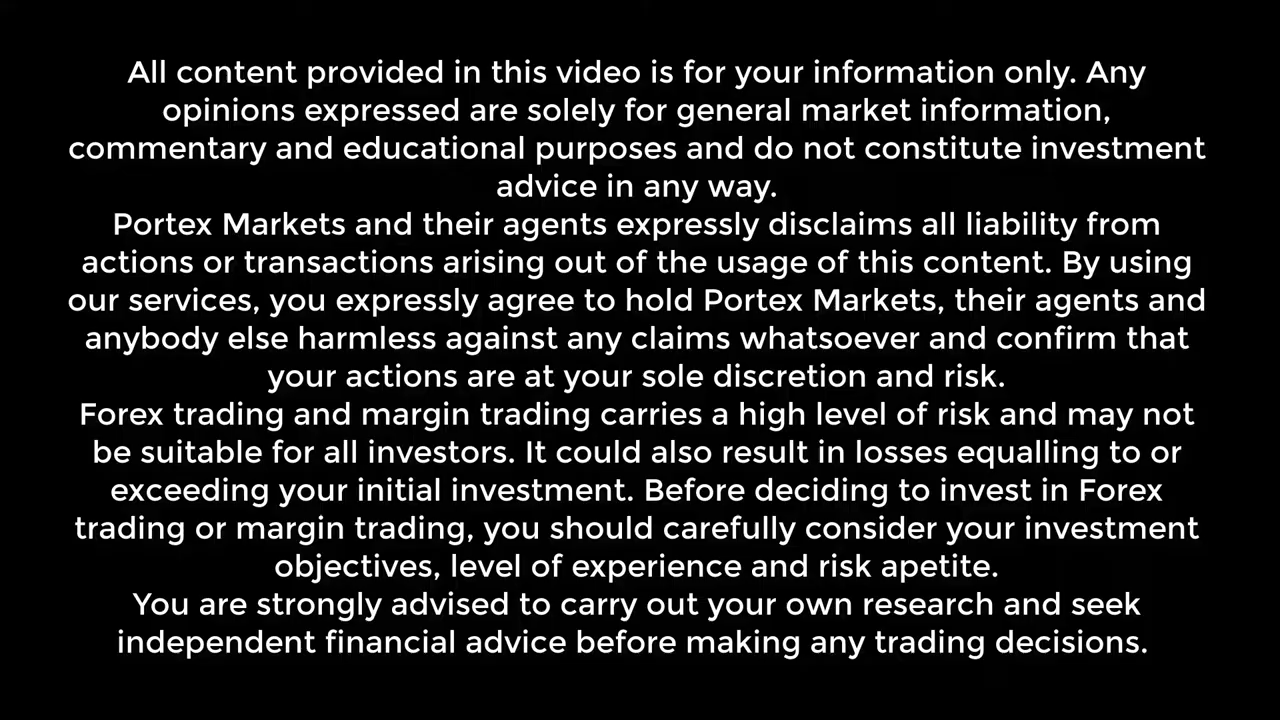 All content provided in this video is for your information only. Any
opinions expressed are solely for general market information,
commentary and educational purposes and do not constitute investment
advice in any way.
Portex Markets and their agents expressly disclaims all liability from
actions or transactions arising out of the usage of this content. By using
our services, you expressly agree to hold Portex Markets, their agents and
anybody else harmless against any claims whatsoever and confirm that
your actions are at your sole discretion and risk.
Forex trading and margin trading carries a high level of risk and may not
be suitable for all investors. It could also result in losses equalling to or
exceeding your initial investment. Before deciding to invest in Forex
trading or margin trading, you should carefully consider your investment
objectives, level of experience and risk apetite.
You are strongly advised to carry out your own research and seek
independent financial advice before making any trading decisions.